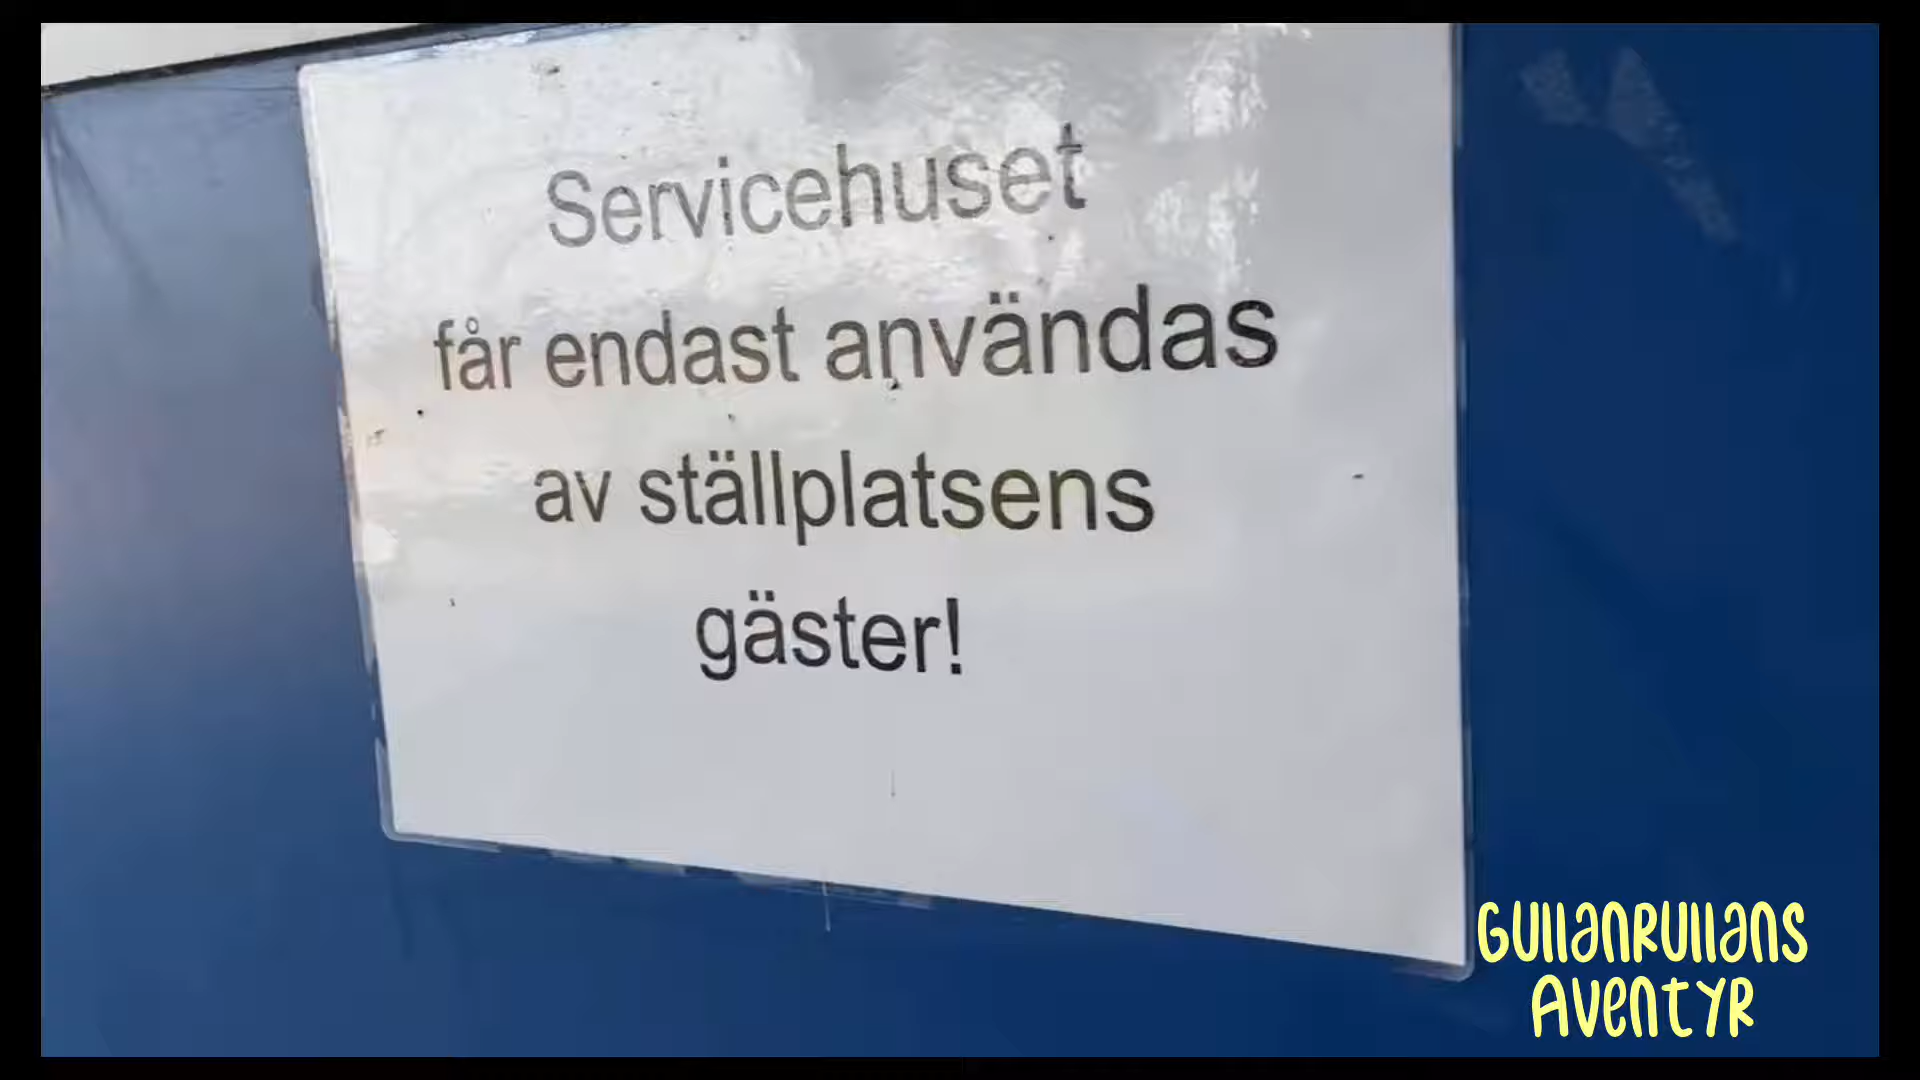 Servicehuset
får endast användas
av ställplatsens
gäster!
GUllanRUllans
AVentYR